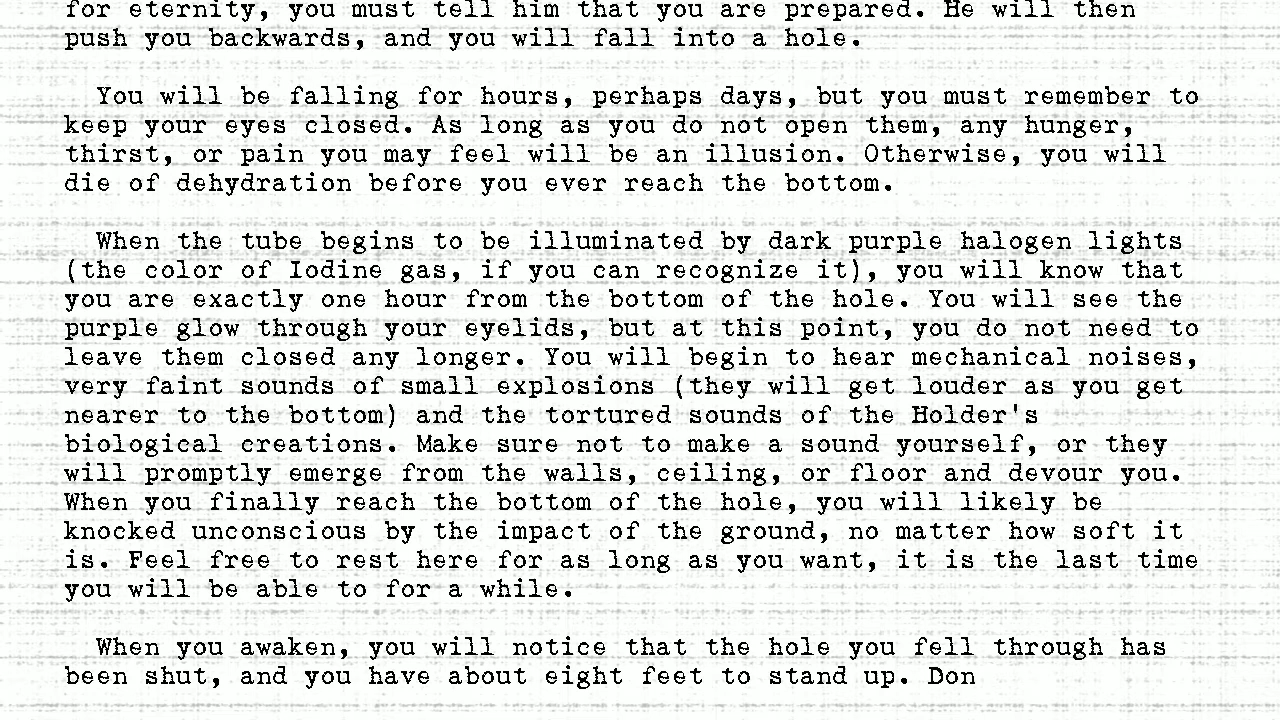 for eternity, you must tell him that you are prepared. He will then
push you backwards, and you will fall into a hole.
You will be falling for hours, perhaps days, but you must remember to
keep your eyes closed. As long as you do not open them, any hunger,
thirst, or pain you may feel will be an illusion. Otherwise, you will
die of dehydration before you ever reach the bottom.
When the tube begins to be illuminated by dark purple halogen lights
(the color of Iodine gas, if you can recognize it), you will know that
you are exactly one hour from the bottom of the hole. You will see the
purple glow through your eyelids, but at this point, you do not need to
leave them closed any longer. You will begin to hear mechanical noises,
very faint sounds of small explosions (they will get louder as you get
nearer to the bottom) and the tortured sounds of the Holder's
biological creations. Make sure not to make a sound yourself, or they
will promptly emerge from the walls, ceiling, or floor and devour you.
When you finally reach the bottom of the hole, you will likely be
knocked unconscious by the impact of the ground, no matter how soft it
is. Feel free to rest here for as long as you want, it is the last time
you will be able to for a while.
When you awaken, you will notice that the hole you fell through has
been shut, and you have about eight feet to stand up. Don